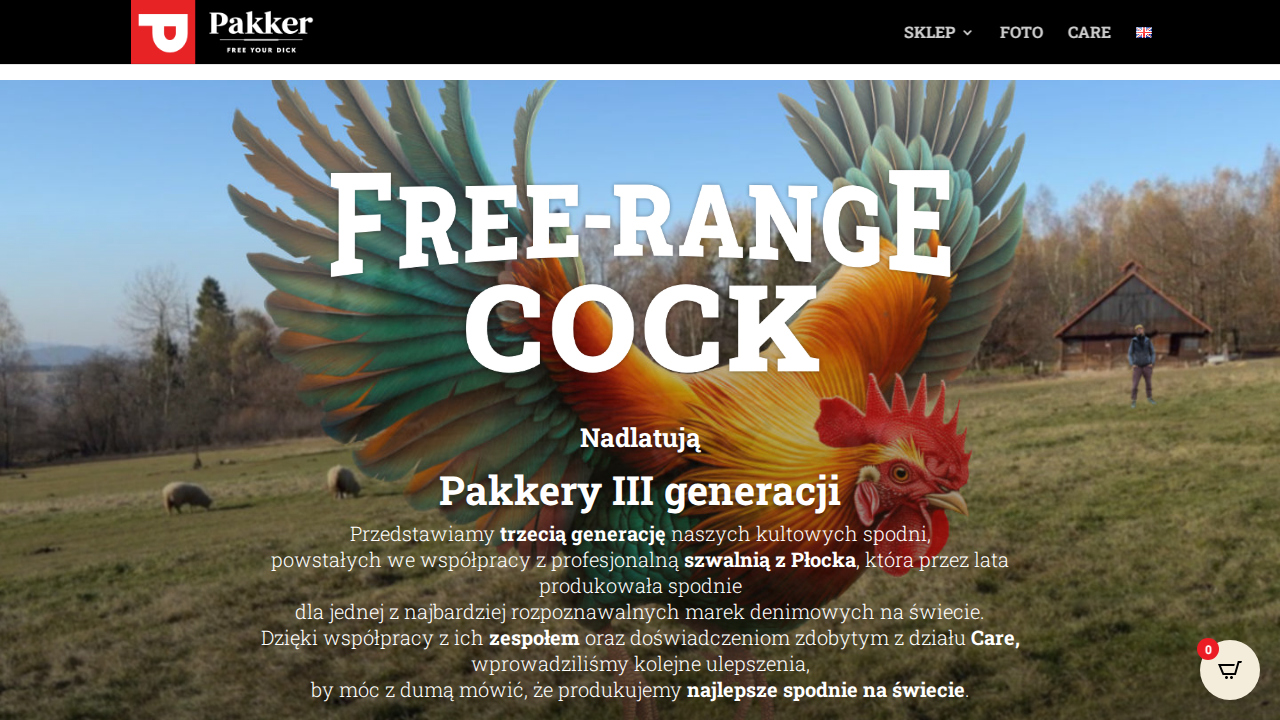 Pakker
FREE YOUR DICK
SKLEP
FOTO
CARE
FREE-RANGE
COCK
Nadlatują
Pakkery III generacji
Przedstawiamy trzecią generację naszych kultowych spodni,
powstałych we współpracy z profesjonalną szwalnią z Płocka, która przez lata
produkowała spodnie
dla jednej z najbardziej rozpoznawalnych marek denimowych na świecie.
Dzięki współpracy z ich zespołem oraz doświadczeniom zdobytym z działu Care,
wprowadziliśmy kolejne ulepszenia,
by móc z dumą mówić, że produkujemy najlepsze spodnie na świecie.
0